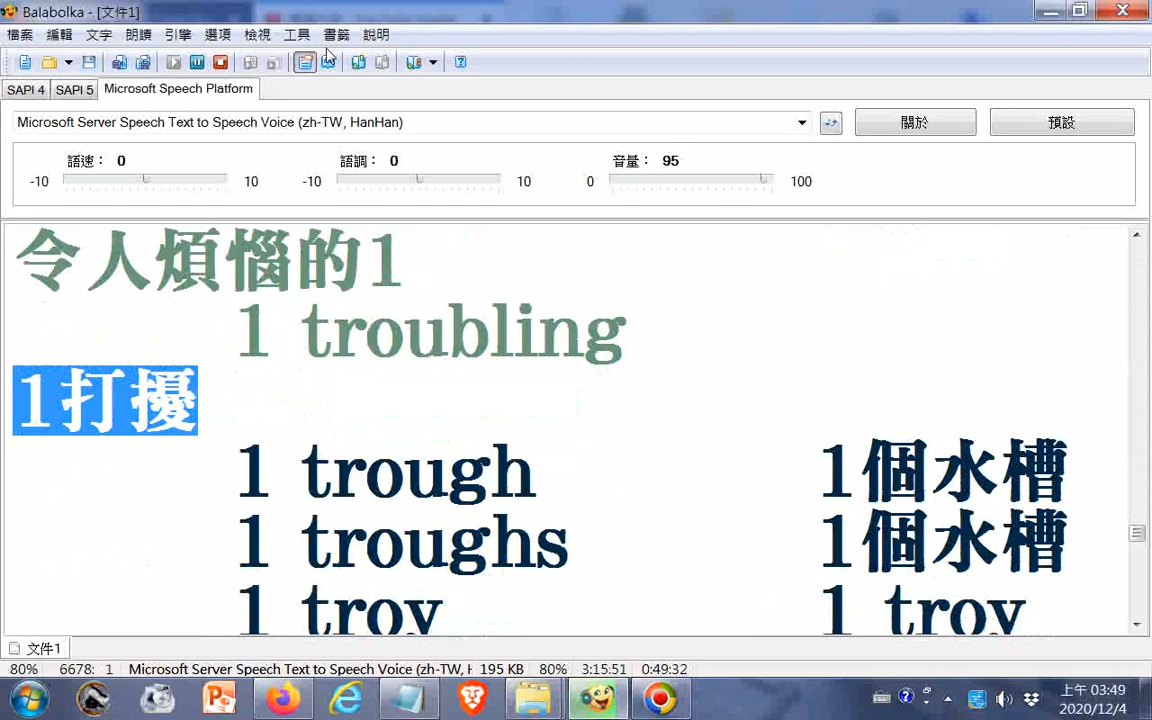 Balabolka - [文件1]
檔案 編輯 文字 朗讀 引擎 選項 檢視 工具 書籤 說明
SAPI 4 SAPI 5 Microsoft Speech Platform
Microsoft Server Speech Text to Speech Voice (zh-TW, HanHan) 關於 預設
語速： 0 語調： 0 音量： 95
-10 10 -10 10 0 100
令人煩惱的1
1 troubling
1打擾
1 trough 1個水槽
1 troughs 1個水槽
1 troy 1 troy
文件1
80% 6678: 1 Microsoft Server Speech Text to Speech Voice (zh-TW, H 195 KB 80% 3:15:51 0:49:32
上午 03:49
2020/12/4